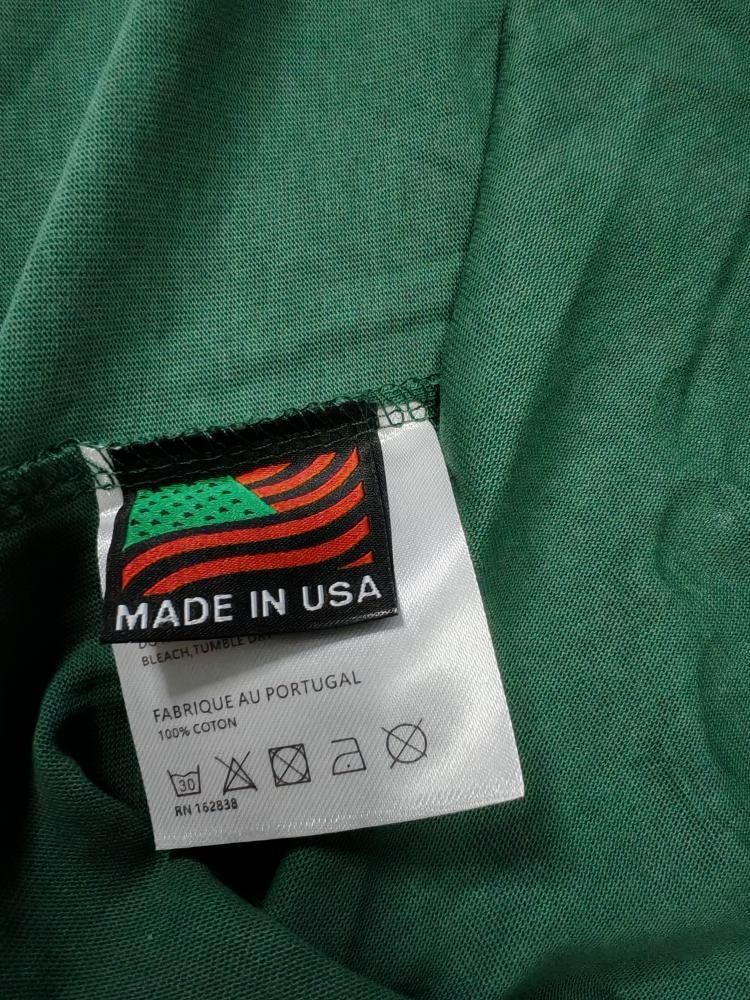 MADE IN USA
BLEACH,TUMBLE DRY
FABRIQUE AU PORTUGAL
100% COTON
30
RN 162838